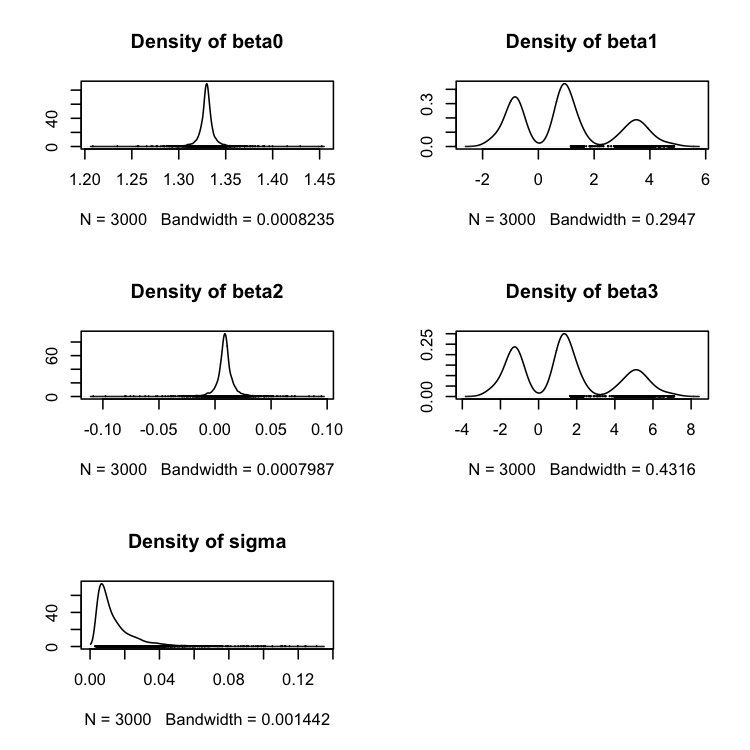 Density of beta0
40
0
1.20 1.25 1.30 1.35 1.40 1.45
N = 3000 Bandwidth = 0.0008235
Density of beta1
0.3
0.0
-2 0 2 4 6
N = 3000 Bandwidth = 0.2947
Density of beta2
60
0
-0.10 -0.05 0.00 0.05 0.10
N = 3000 Bandwidth = 0.0007987
Density of beta3
0.25
0.00
-4 -2 0 2 4 6 8
N = 3000 Bandwidth = 0.4316
Density of sigma
40
0
0.00 0.04 0.08 0.12
N = 3000 Bandwidth = 0.001442